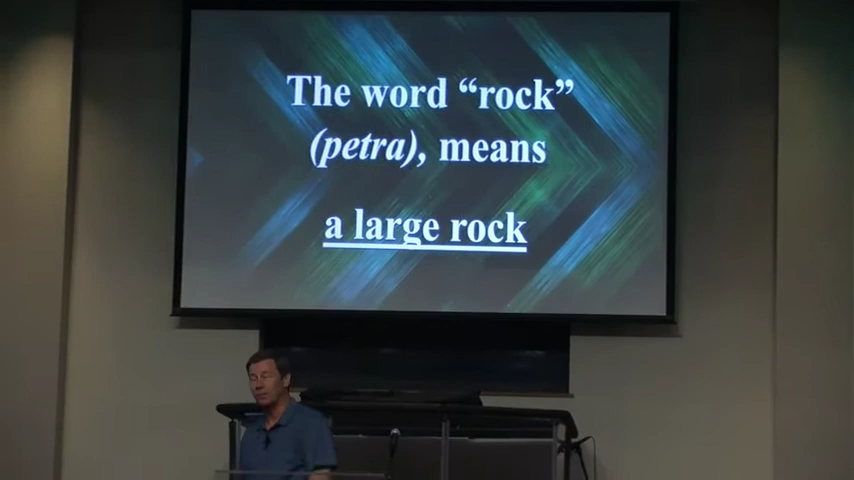 The word “rock”
(petra), means
a large rock